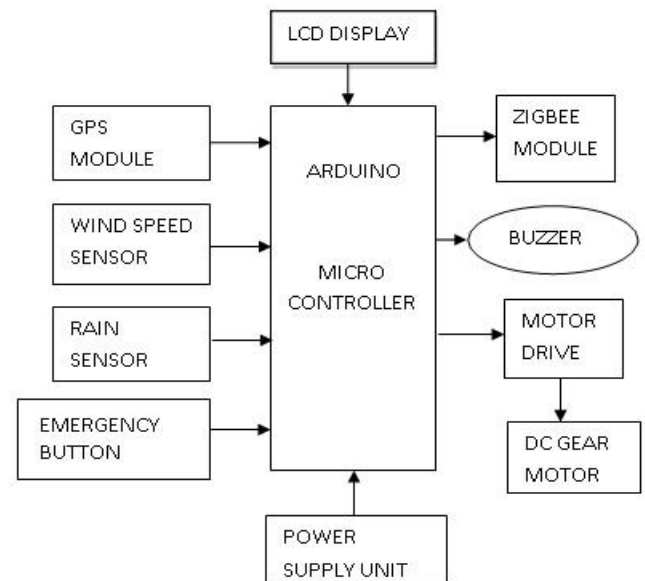 LCD DISPLAY
GPS
MODULE
WIND SPEED
SENSOR
RAIN
SENSOR
EMERGENCY
BUTTON
ARDUINO
MICRO
CONTROLLER
ZIGBEE
MODULE
BUZZER
MOTOR
DRIVE
DC GEAR
MOTOR
POWER
SUPPLY UNIT